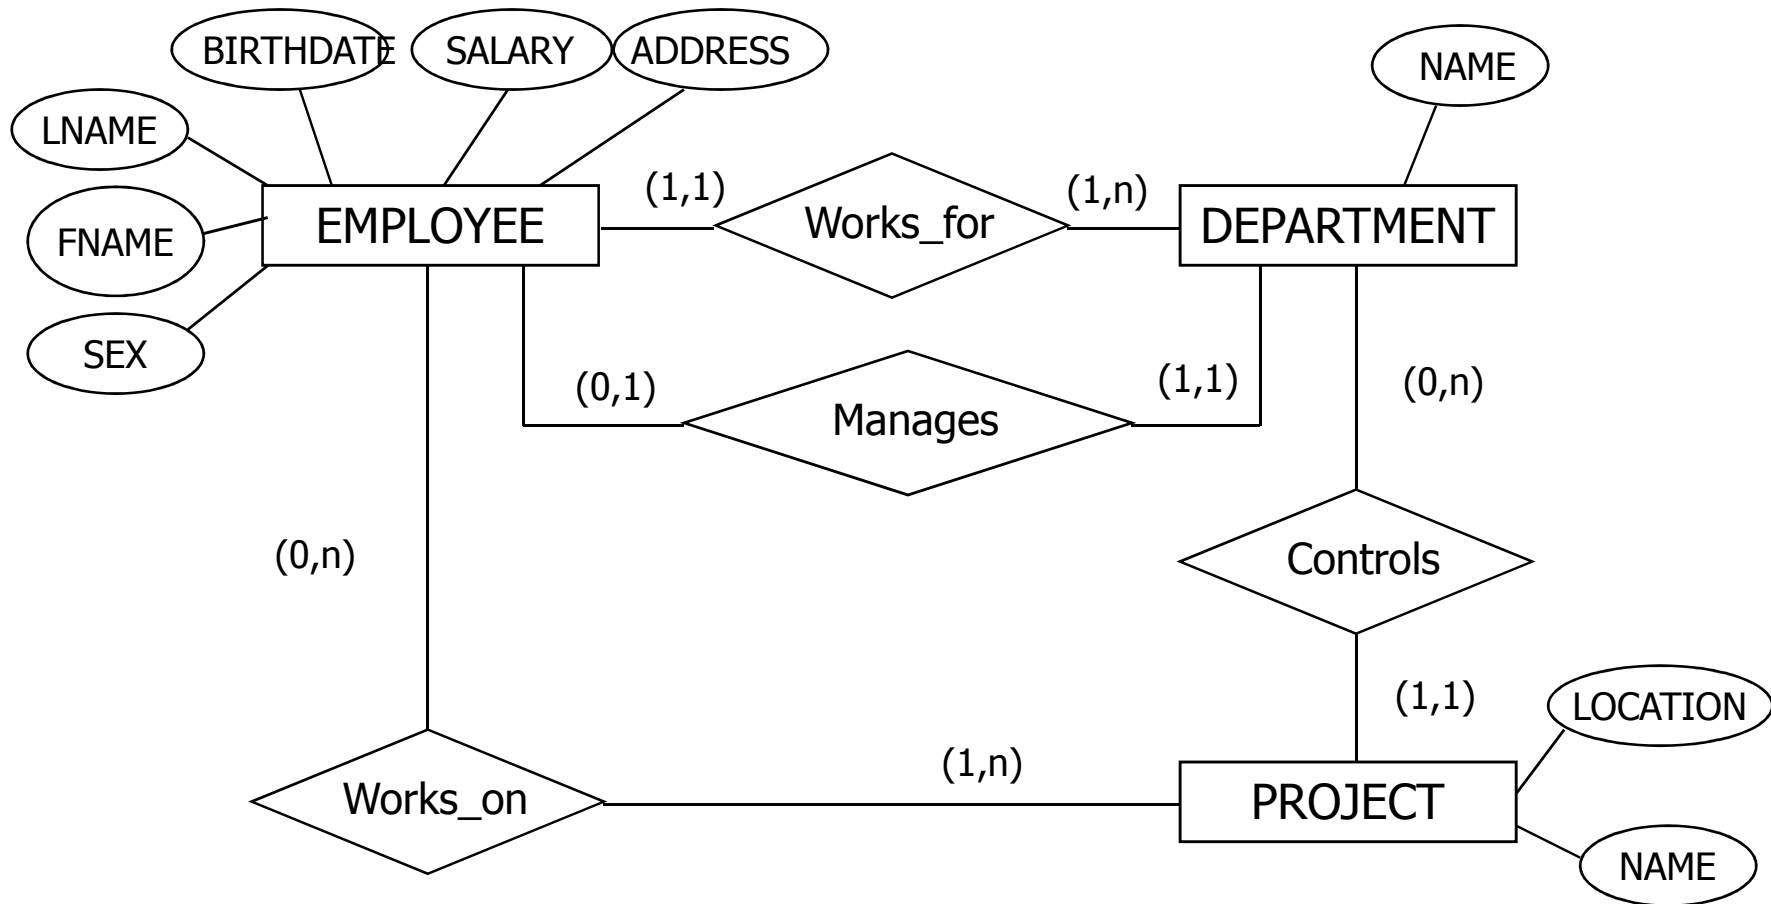 BIRTHDATE
SALARY
ADDRESS
NAME
LNAME
(1,1)
(1,n)
EMPLOYEE
Works_for
DEPARTMENT
FNAME
SEX
(0,1)
Manages
(1,1)
(0,n)
(0,n)
Controls
(1,1)
LOCATION
(1,n)
Works_on
PROJECT
NAME